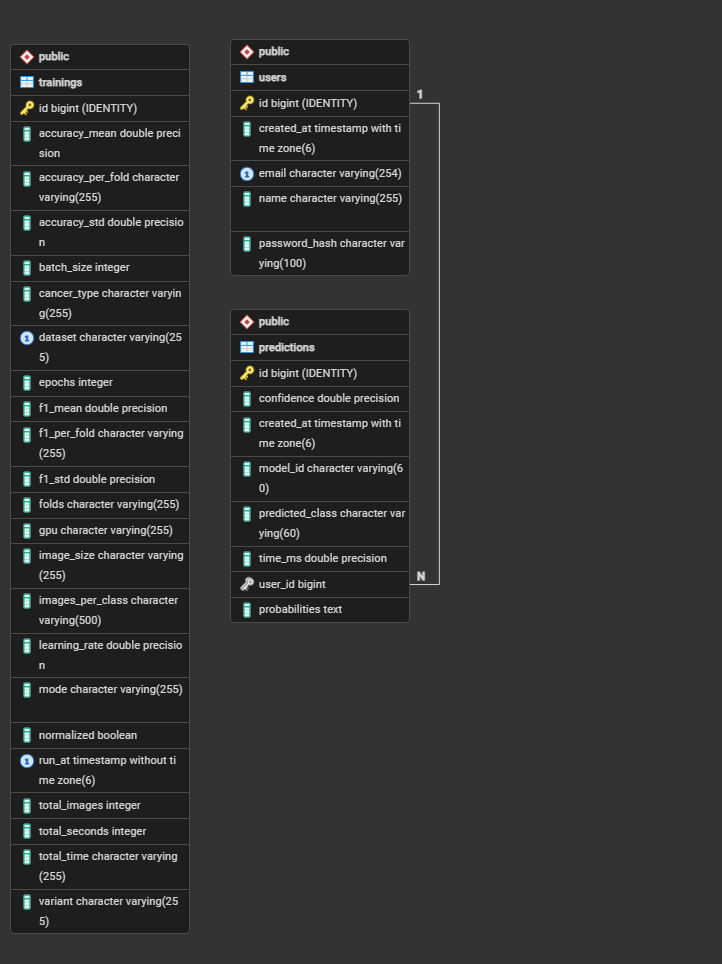 public
trainings
id bigint (IDENTITY)
accuracy_mean double preci
sion
accuracy_per_fold character
varying(255)
accuracy_std double precisio
n
batch_size integer
cancer_type character varyin
g(255)
1
dataset character varying(25
5)
epochs integer
f1_mean double precision
f1_per_fold character varying
(255)
f1_std double precision
folds character varying(255)
gpu character varying(255)
image_size character varying
(255)
images_per_class character
varying(500)
learning_rate double precisio
n
mode character varying(255)
normalized boolean
1
run_at timestamp without ti
me zone(6)
total_images integer
total_seconds integer
total_time character varying
(255)
variant character varying(25
5)
public
users
id bigint (IDENTITY)
created_at timestamp with ti
me zone(6)
1
email character varying(254)
name character varying(255)
password_hash character var
ying(100)
1
public
predictions
id bigint (IDENTITY)
confidence double precision
created_at timestamp with ti
me zone(6)
model_id character varying(6
0)
predicted_class character var
ying(60)
time_ms double precision
user_id bigint
N
probabilities text